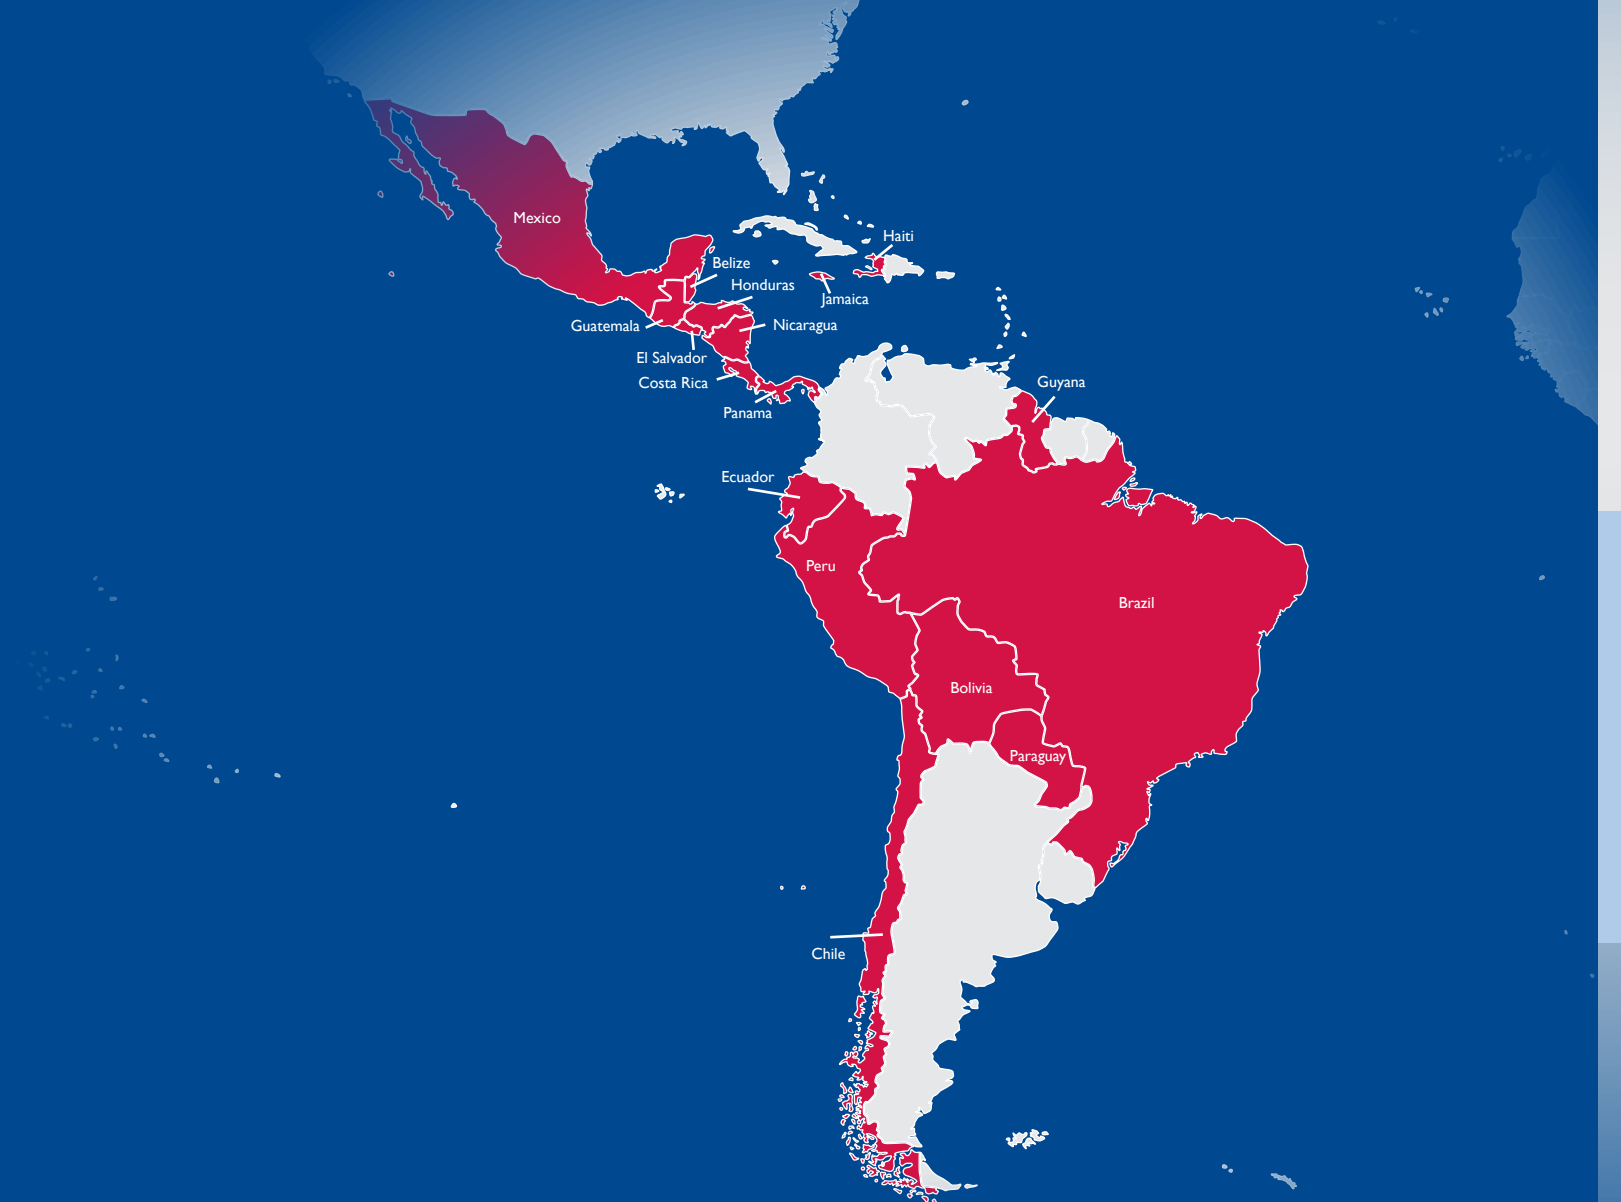 Mexico
Haiti
Belize
Honduras
Jamaica
Guatemala
Nicaragua
El Salvador
Costa Rica
Guyana
Panama
Ecuador
Peru
Brazil
Bolivia
Paraguay
Chile